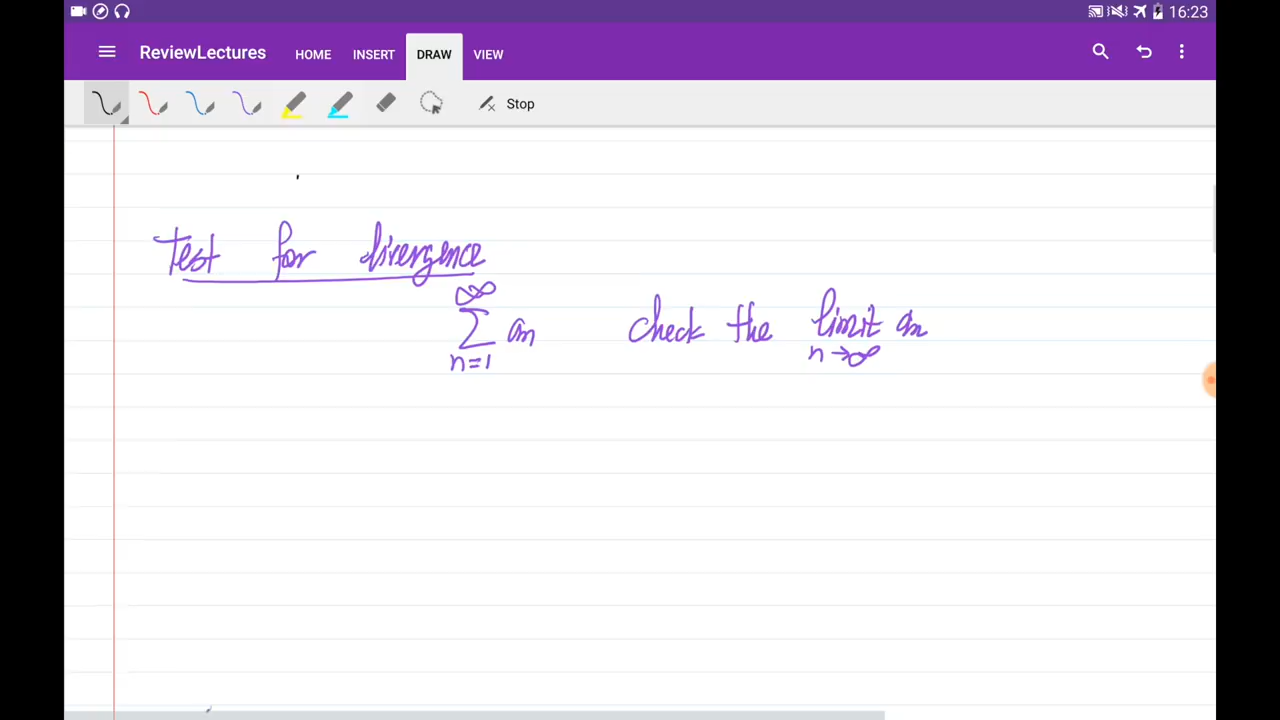 16:23
ReviewLectures HOME INSERT DRAW VIEW
Stop
Test for divergence
∞
∑ an check the limit an
n=1 n→∞